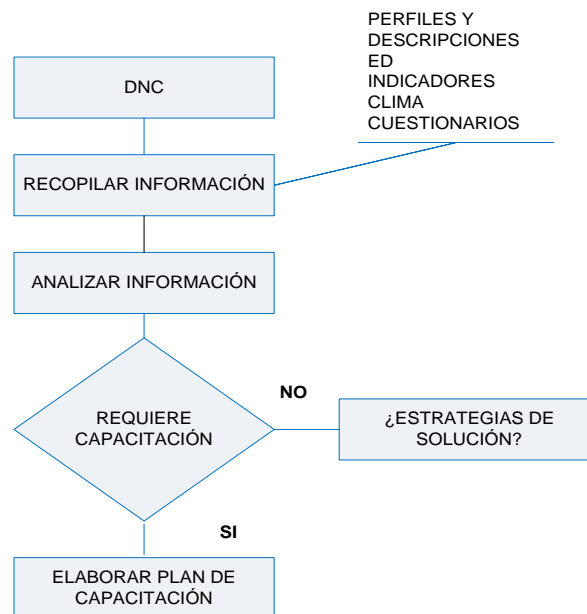 PERFILES Y
DESCRIPCIONES
ED
INDICADORES
CLIMA
CUESTIONARIOS
DNC
RECOPILAR INFORMACIÓN
ANALIZAR INFORMACIÓN
REQUIERE
CAPACITACIÓN
NO
¿ESTRATEGIAS DE
SOLUCIÓN?
SI
ELABORAR PLAN DE
CAPACITACIÓN